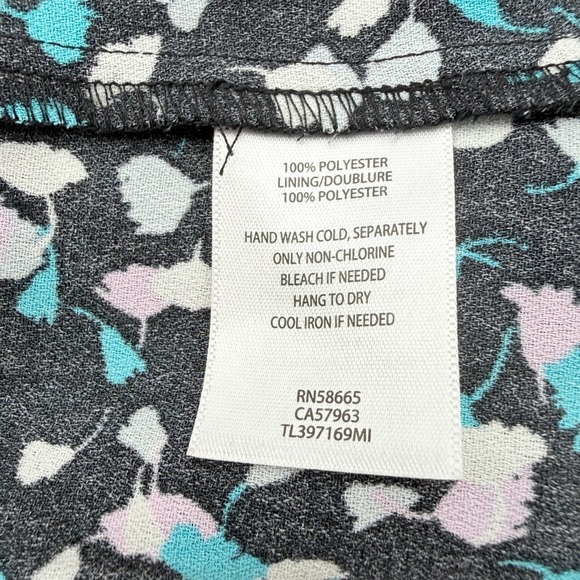 100% POLYESTER
LINING/DOUBLURE
100% POLYESTER
HAND WASH COLD, SEPARATELY
ONLY NON-CHLORINE
BLEACH IF NEEDED
HANG TO DRY
COOL IRON IF NEEDED
RN58665
CA57963
TL397169MI